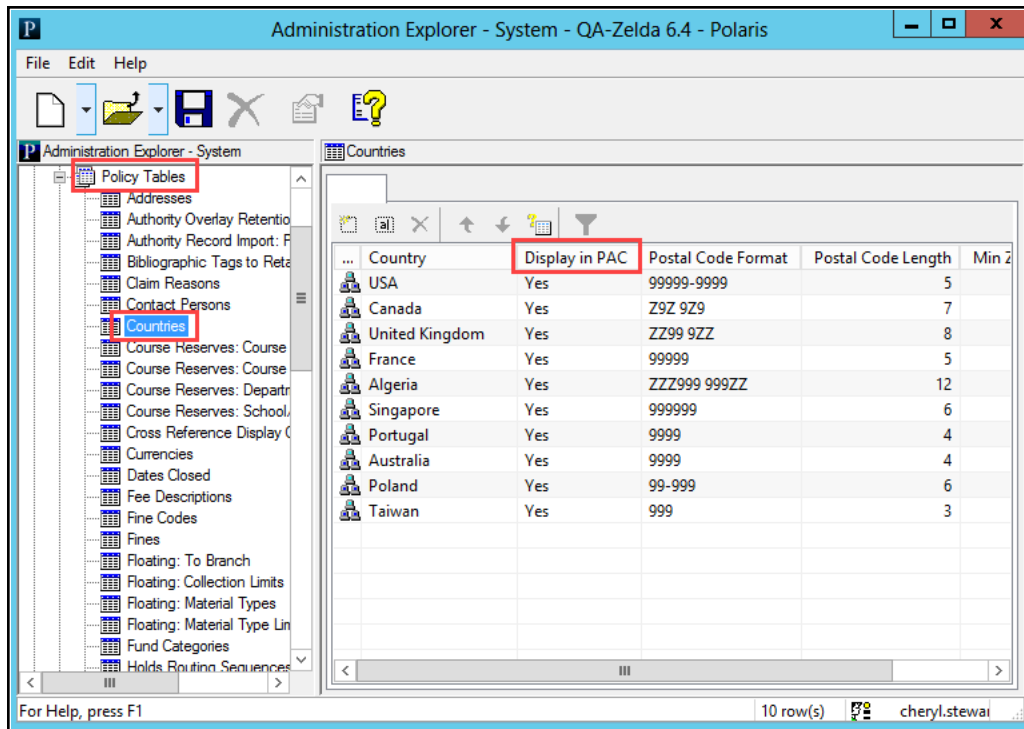 P Administration Explorer - System - QA-Zelda 6.4 - Polaris
File Edit Help
P Administration Explorer - System
Countries
Policy Tables
Addresses
Authority Overlay Retentio
Authority Record Import: F
Bibliographic Tags to Reta
Claim Reasons
Contact Persons
Countries
Course Reserves: Course
Course Reserves: Course
Course Reserves: Departr
Course Reserves: School/
Cross Reference Display
Currencies
Dates Closed
Fee Descriptions
Fine Codes
Fines
Floating: To Branch
Floating: Collection Limits
Floating: Material Types
Floating: Material Type Lin
Fund Categories
Holds Routing Sequences
... Country Display in PAC Postal Code Format Postal Code Length Min Z
USA Yes 99999-9999 5
Canada Yes Z9Z 9Z9 7
United Kingdom Yes ZZ99 9ZZ 8
France Yes 99999 5
Algeria Yes ZZZ999 999ZZ 12
Singapore Yes 999999 6
Portugal Yes 9999 4
Australia Yes 9999 4
Poland Yes 99-999 6
Taiwan Yes 999 3
For Help, press F1 10 row(s) cheryl.stewar